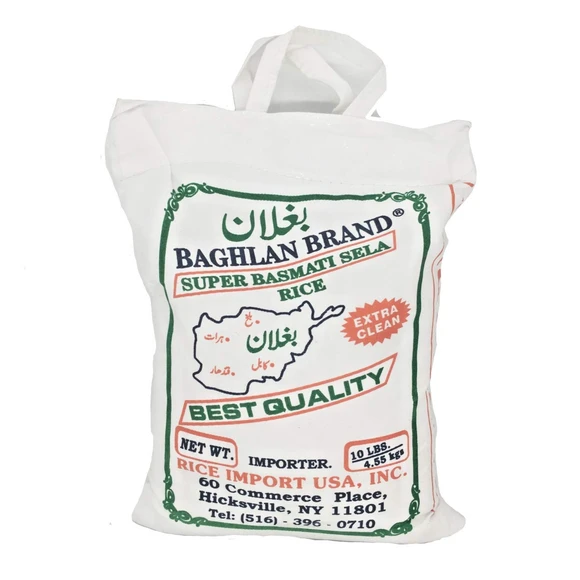 بغلان
BAGHLAN BRAND®
SUPER BASMATI SELA
RICE
EXTRA
CLEAN
بلخ
هرات
بغلان
کابل
قندهار
BEST QUALITY
NET WT.
IMPORTER.
10 LBS.
4.55 kgs
RICE IMPORT USA, INC.
60 Commerce Place,
Hicksville, NY 11801
Tel: (516) - 396 - 0710